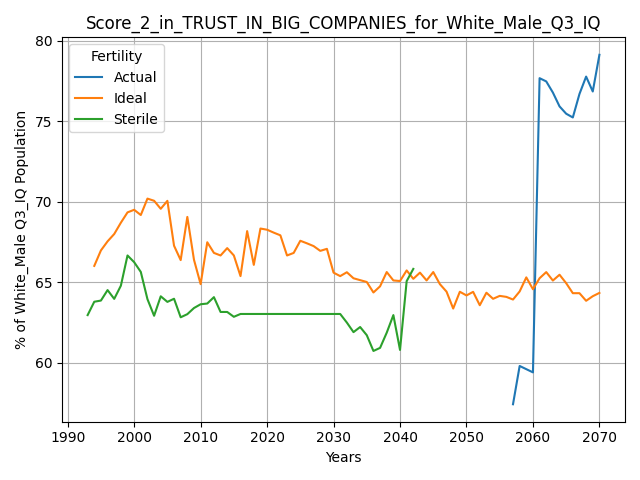 Score_2_in_TRUST_IN_BIG_COMPANIES_for_White_Male_Q3_IQ
% of White_Male Q3_IQ Population
80
75
70
65
60
Fertility
Actual
Ideal
Sterile
1990 2000 2010 2020 2030 2040 2050 2060 2070
Years